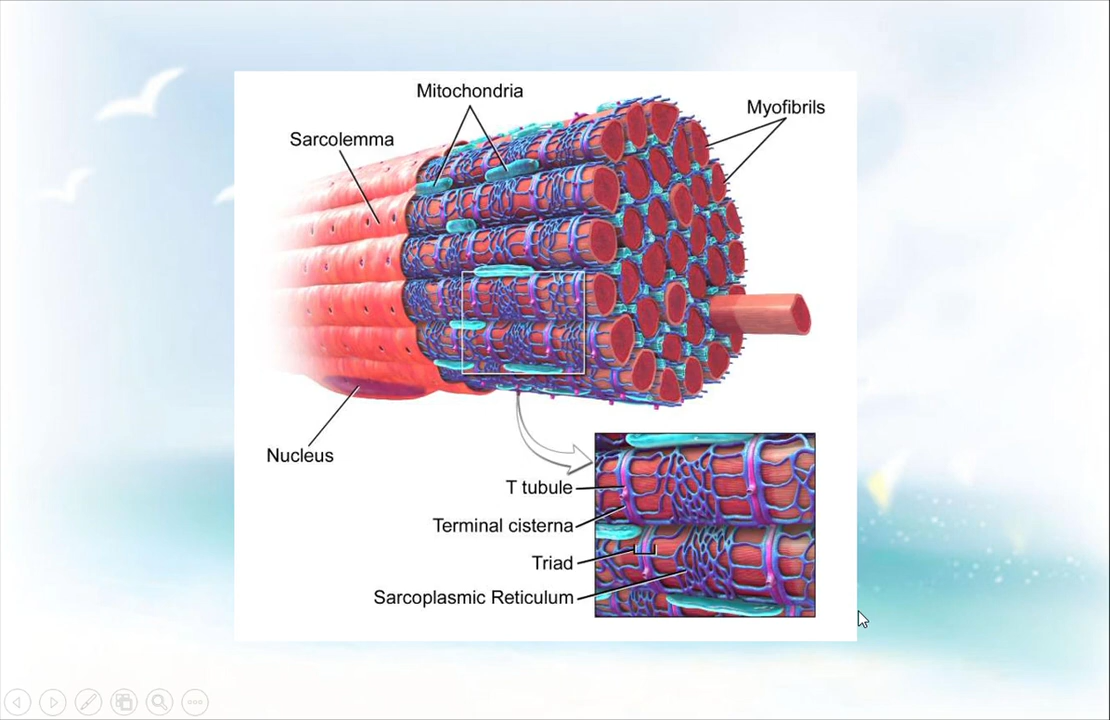 Mitochondria
Myofibrils
Sarcolemma
Nucleus
T tubule
Terminal cisterna
Triad
Sarcoplasmic Reticulum